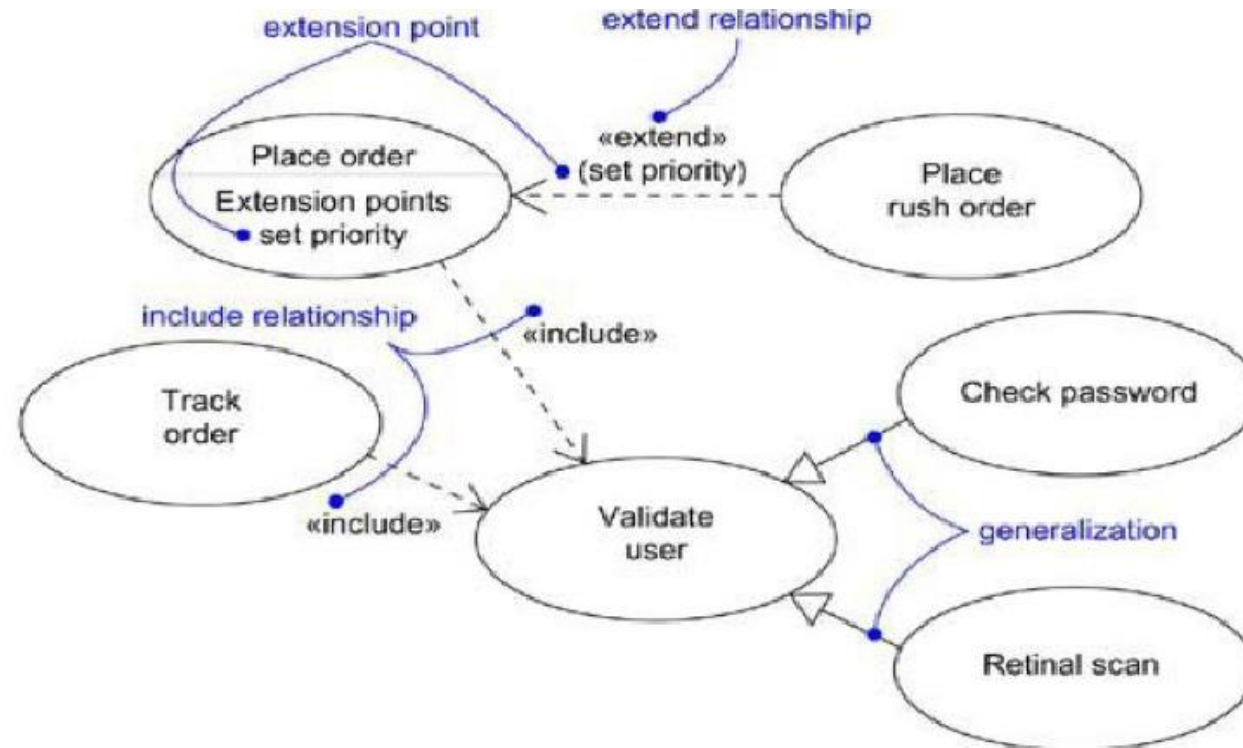 extension point
extend relationship
«extend»
(set priority)
Place order
Extension points
set priority
Place
rush order
include relationship
«include»
Track
order
Check password
«include»
Validate
user
generalization
Retinal scan